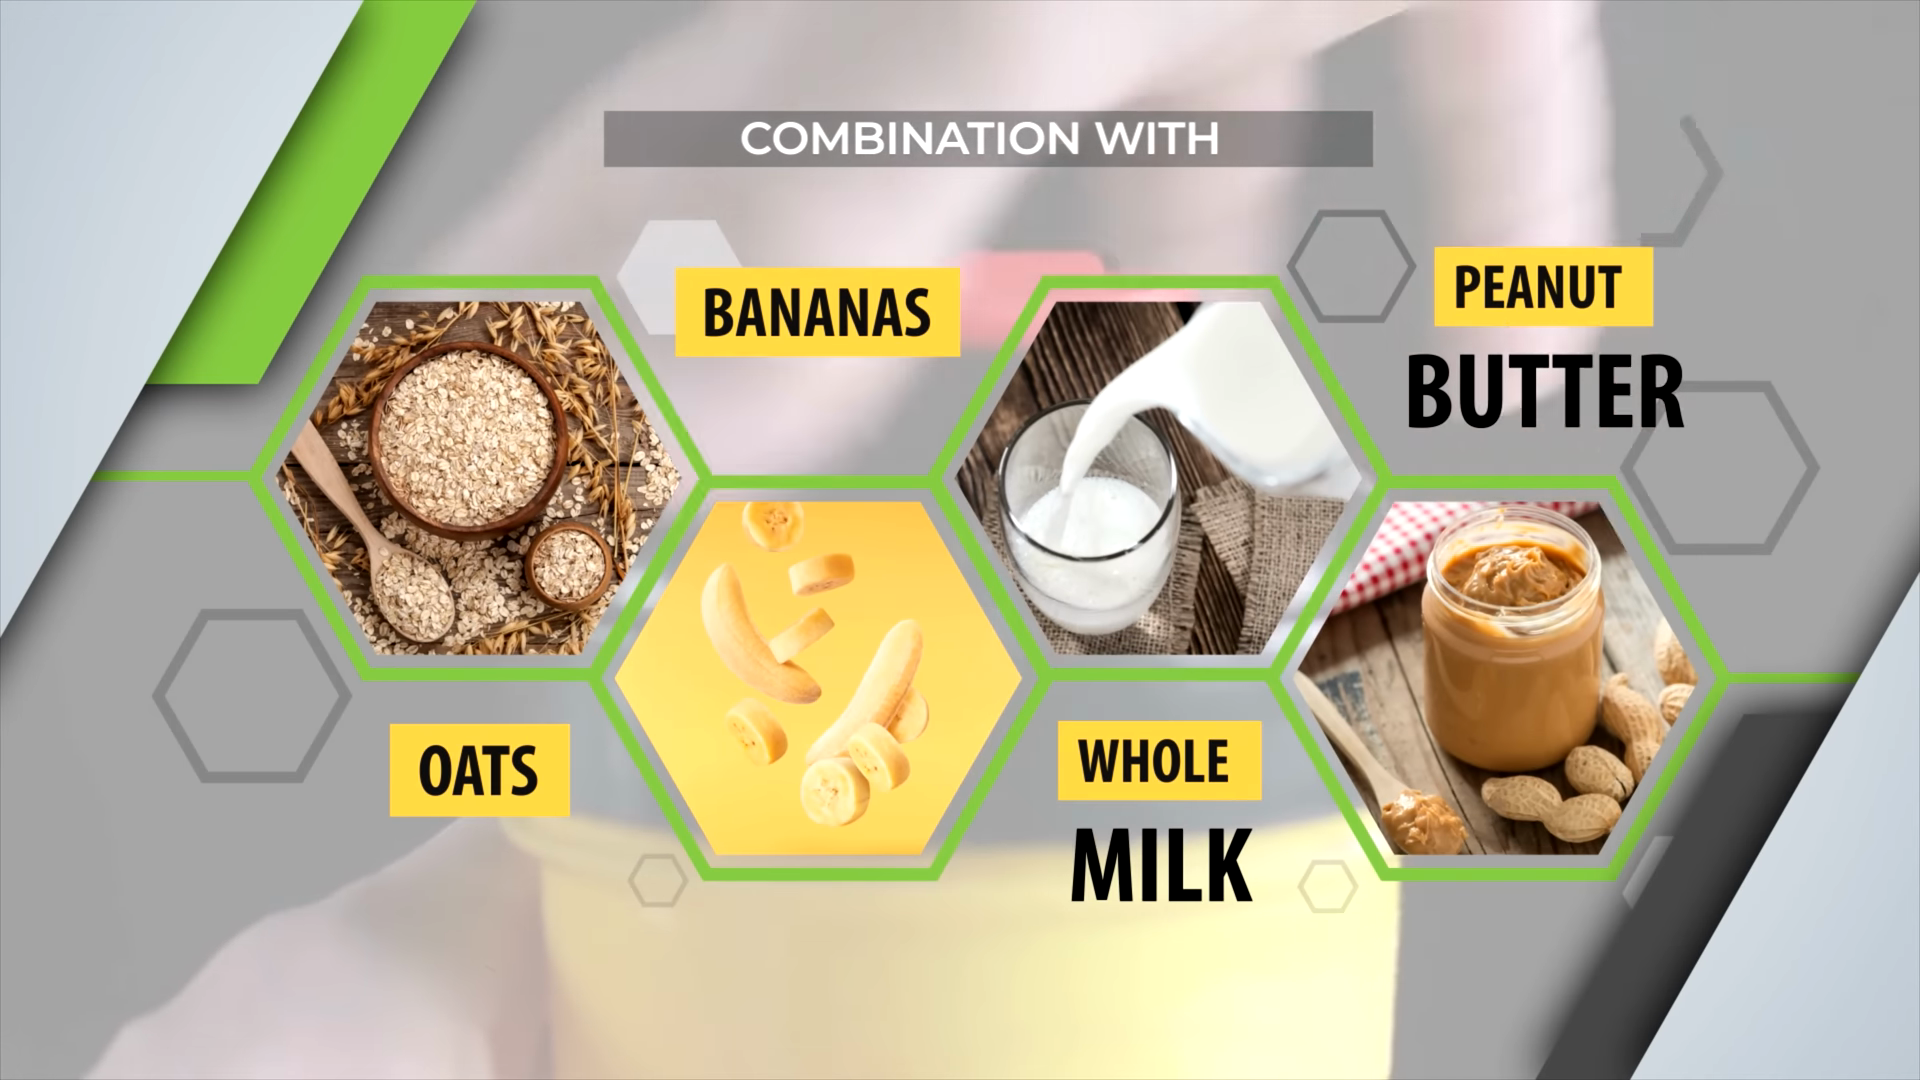 COMBINATION WITH
OATS
BANANAS
WHOLE
MILK
PEANUT
BUTTER